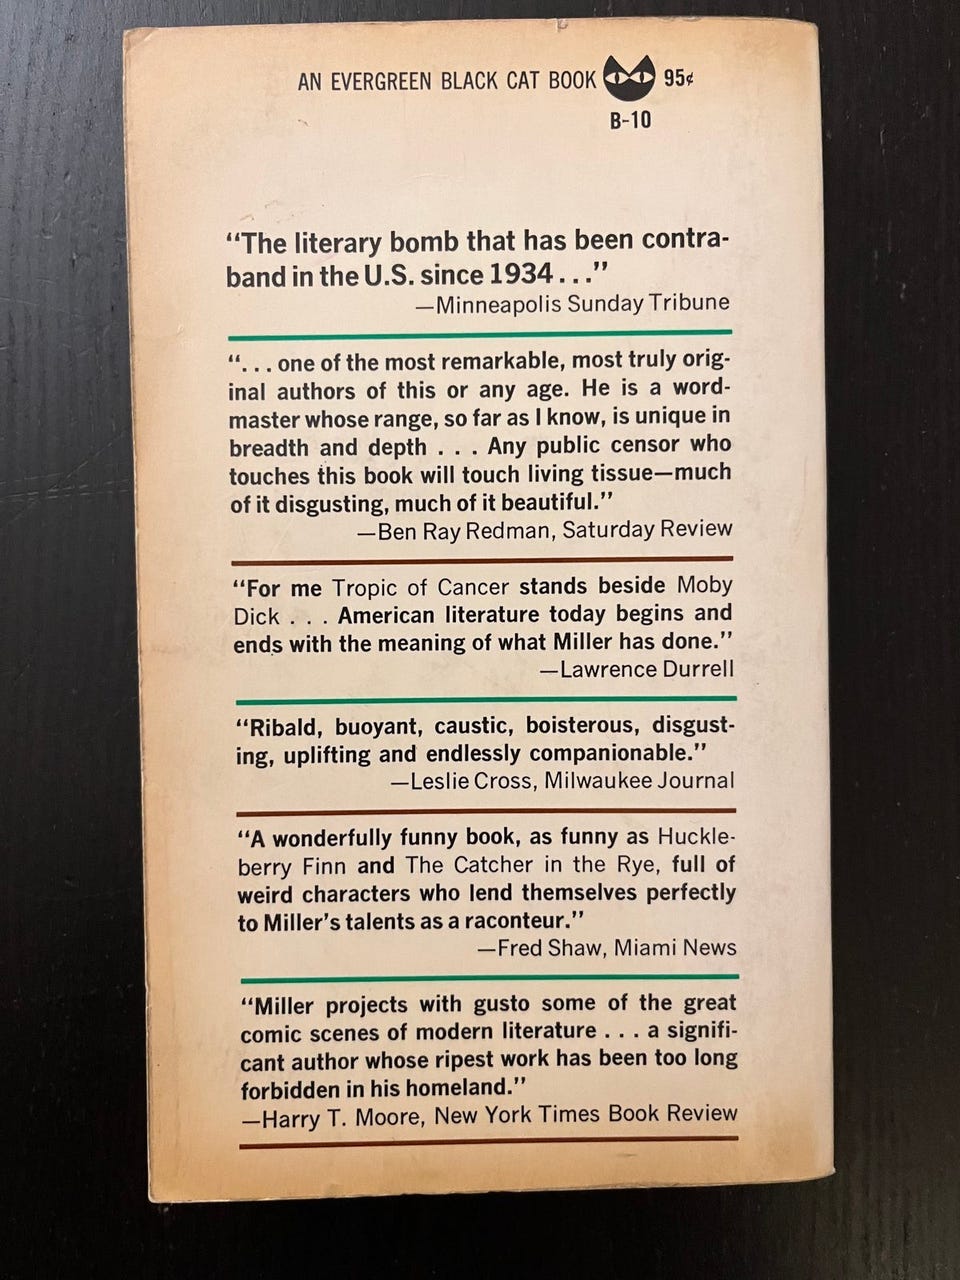 AN EVERGREEN BLACK CAT BOOK 95¢
B-10
“The literary bomb that has been contra-
band in the U.S. since 1934 . . .”
—Minneapolis Sunday Tribune
“. . . one of the most remarkable, most truly orig-
inal authors of this or any age. He is a word-
master whose range, so far as I know, is unique in
breadth and depth . . . Any public censor who
touches this book will touch living tissue—much
of it disgusting, much of it beautiful.”
—Ben Ray Redman, Saturday Review
“For me Tropic of Cancer stands beside Moby
Dick . . . American literature today begins and
ends with the meaning of what Miller has done.”
—Lawrence Durrell
“Ribald, buoyant, caustic, boisterous, disgust-
ing, uplifting and endlessly companionable.”
—Leslie Cross, Milwaukee Journal
“A wonderfully funny book, as funny as Huckle-
berry Finn and The Catcher in the Rye, full of
weird characters who lend themselves perfectly
to Miller’s talents as a raconteur.”
—Fred Shaw, Miami News
“Miller projects with gusto some of the great
comic scenes of modern literature . . . a signifi-
cant author whose ripest work has been too long
forbidden in his homeland.”
—Harry T. Moore, New York Times Book Review